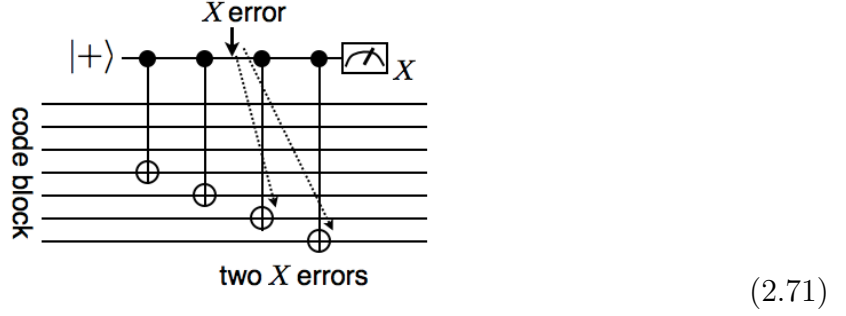 X error
|+⟩
X
code block
two X errors
(2.71)